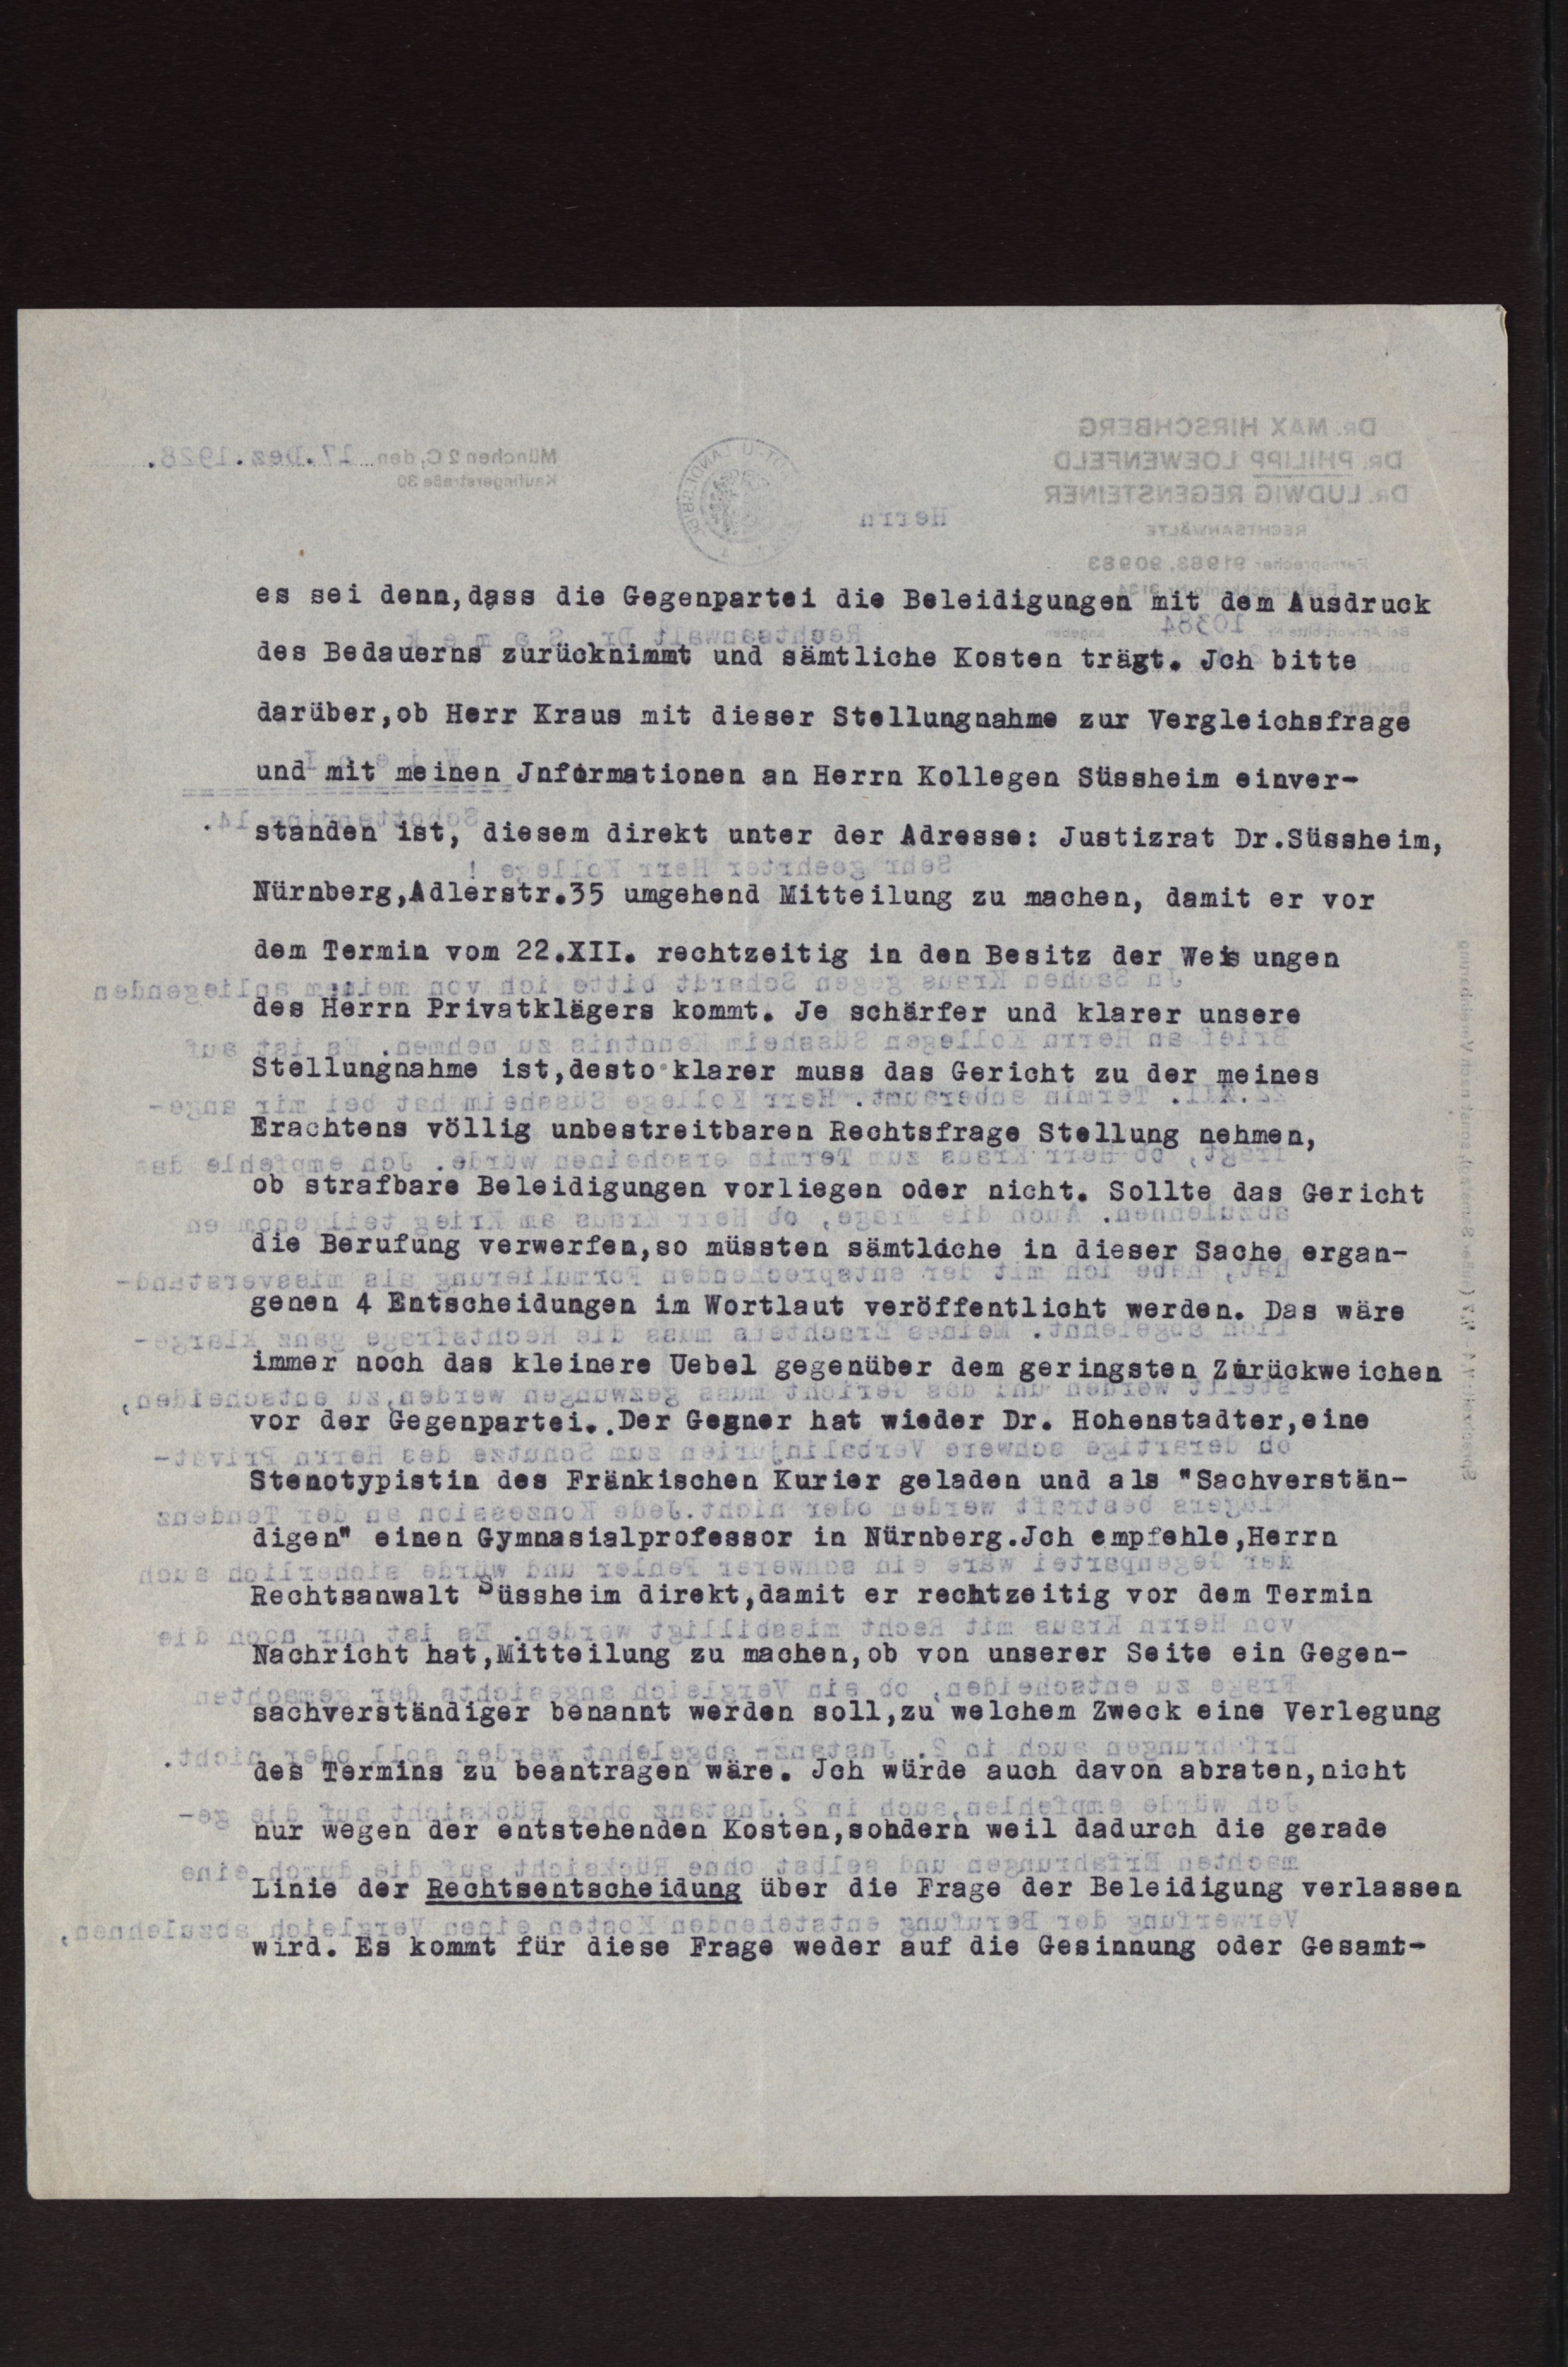 es sei denn,dass die Gegenpartei die Beleidigungen mit dem Ausdruck
des Bedauerns zurücknimmt und sämtliche Kosten trägt. Jch bitte
darüber,ob Herr Kraus mit dieser Stellungnahme zur Vergleichsfrage
und mit meinen Jnformationen an Herrn Kollegen Süssheim einver-
standen ist, diesem direkt unter der Adresse: Justizrat Dr.Süssheim,
Nürnberg,Adlerstr.35 umgehend Mitteilung zu machen, damit er vor
dem Termin vom 22.XII. rechtzeitig in den Besitz der Weisungen
des Herrn Privatklägers kommt. Je schärfer und klarer unsere
Stellungnahme ist,desto klarer muss das Gericht zu der meines
Erachtens völlig unbestreitbaren Rechtsfrage Stellung nehmen,
ob strafbare Beleidigungen vorliegen oder nicht. Sollte das Gericht
die Berufung verwerfen,so müssten sämtliche in dieser Sache ergan-
genen 4 Entscheidungen im Wortlaut veröffentlicht werden. Das wäre
immer noch das kleinere Uebel gegenüber dem geringsten Zurückweichen
vor der Gegenpartei. Der Gegner hat wieder Dr. Hohenstadter,eine
Stenotypistin des Fränkischen Kurier geladen und als "Sachverstän-
digen" einen Gymnasialprofessor in Nürnberg.Jch empfehle,Herrn
Rechtsanwalt Süssheim direkt,damit er rechtzeitig vor dem Termin
Nachricht hat,Mitteilung zu machen,ob von unserer Seite ein Gegen-
sachverständiger benannt werden soll,zu welchem Zweck eine Verlegung
des Termins zu beantragen wäre. Jch würde auch davon abraten,nicht
nur wegen der entstehenden Kosten,sondern weil dadurch die gerade
Linie der Rechtsentscheidung über die Frage der Beleidigung verlassen
wird. Es kommt für diese Frage weder auf die Gesinnung oder Gesamt-